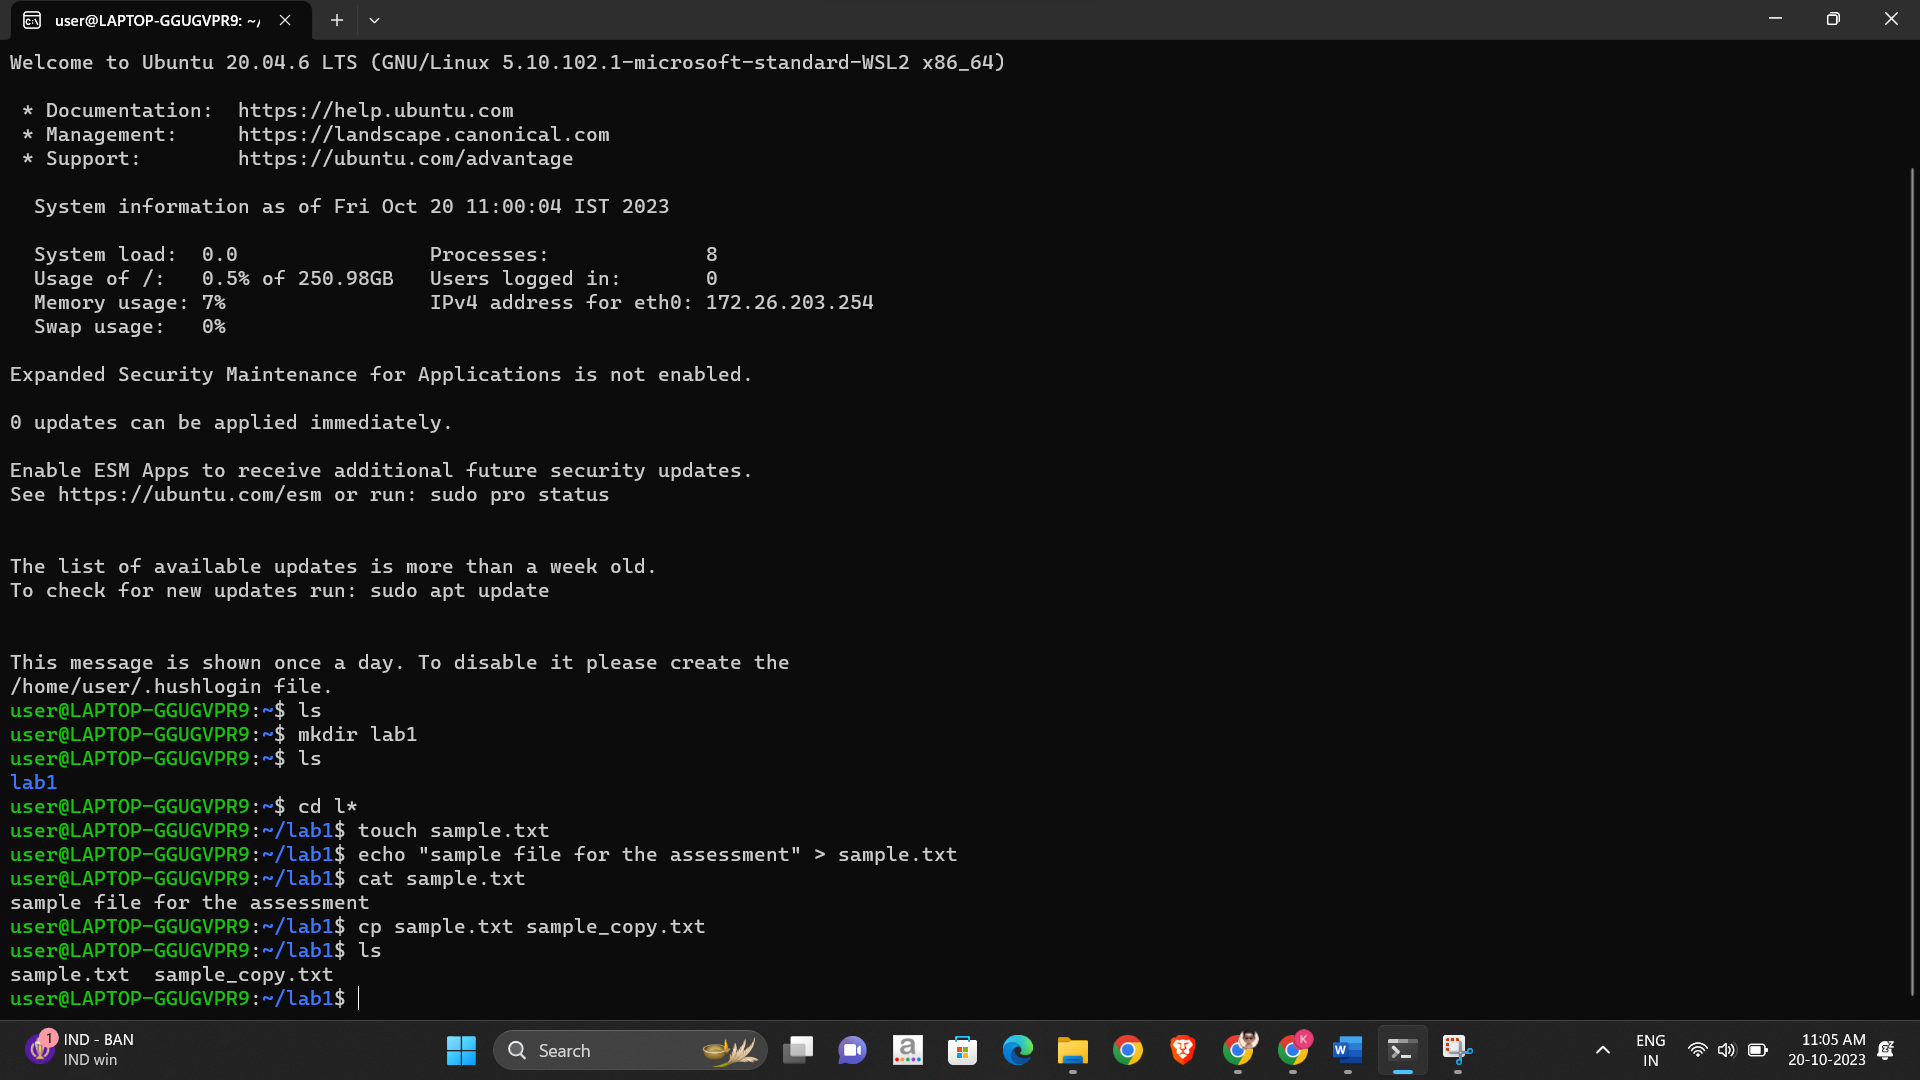 user@LAPTOP-GGUGVPR9: ~/
Welcome to Ubuntu 20.04.6 LTS (GNU/Linux 5.10.102.1-microsoft-standard-WSL2 x86_64)
* Documentation:  https://help.ubuntu.com
* Management:     https://landscape.canonical.com
* Support:        https://ubuntu.com/advantage
System information as of Fri Oct 20 11:00:04 IST 2023
System load:  0.0                Processes:             8
Usage of /:   0.5% of 250.98GB   Users logged in:       0
Memory usage: 7%                 IPv4 address for eth0: 172.26.203.254
Swap usage:   0%
Expanded Security Maintenance for Applications is not enabled.
0 updates can be applied immediately.
Enable ESM Apps to receive additional future security updates.
See https://ubuntu.com/esm or run: sudo pro status
The list of available updates is more than a week old.
To check for new updates run: sudo apt update
This message is shown once a day. To disable it please create the
/home/user/.hushlogin file.
user@LAPTOP-GGUGVPR9:~$ ls
user@LAPTOP-GGUGVPR9:~$ mkdir lab1
user@LAPTOP-GGUGVPR9:~$ ls
lab1
user@LAPTOP-GGUGVPR9:~$ cd l*
user@LAPTOP-GGUGVPR9:~/lab1$ touch sample.txt
user@LAPTOP-GGUGVPR9:~/lab1$ echo "sample file for the assessment" > sample.txt
user@LAPTOP-GGUGVPR9:~/lab1$ cat sample.txt
sample file for the assessment
user@LAPTOP-GGUGVPR9:~/lab1$ cp sample.txt sample_copy.txt
user@LAPTOP-GGUGVPR9:~/lab1$ ls
sample.txt  sample_copy.txt
user@LAPTOP-GGUGVPR9:~/lab1$
1
IND - BAN
IND win
Search
a
K
W
ENG
IN
11:05 AM
20-10-2023